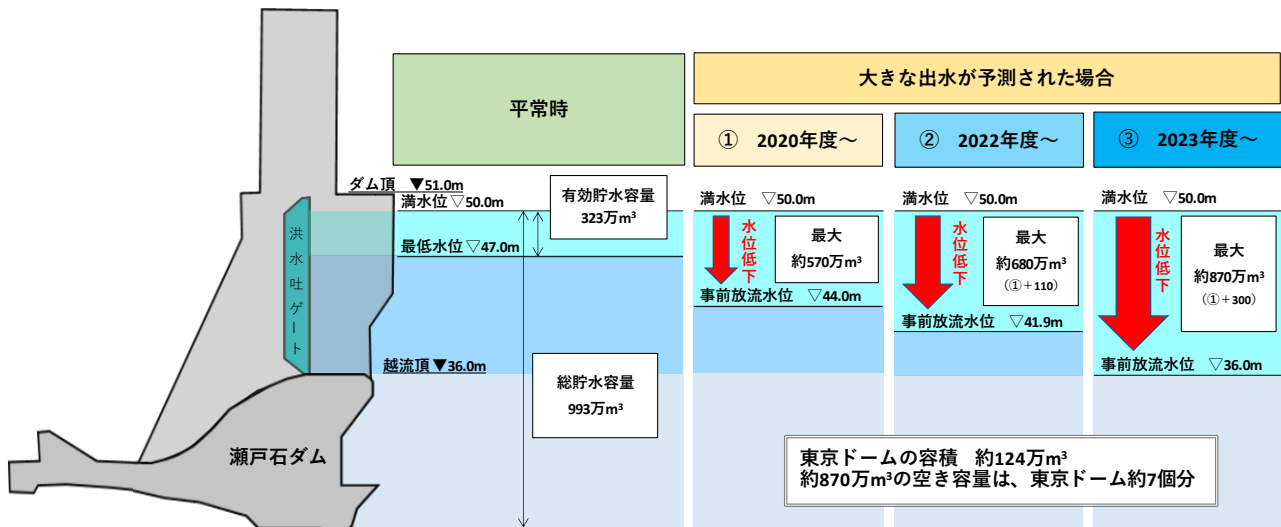 平常時
大きな出水が予測された場合
① 2020年度～
② 2022年度～
③ 2023年度～
ダム頂 ▼51.0m
満水位 ▽50.0m
有効貯水容量
323万m³
最低水位 ▽47.0m
洪水吐ゲート
越流頂 ▼36.0m
総貯水容量
993万m³
瀬戸石ダム
満水位 ▽50.0m
水位低下
最大
約570万m³
事前放流水位 ▽44.0m
満水位 ▽50.0m
水位低下
最大
約680万m³
（①＋110）
事前放流水位 ▽41.9m
満水位 ▽50.0m
水位低下
最大
約870万m³
（①＋300）
事前放流水位 ▽36.0m
東京ドームの容積 約124万m³
約870万m³の空き容量は、東京ドーム約7個分